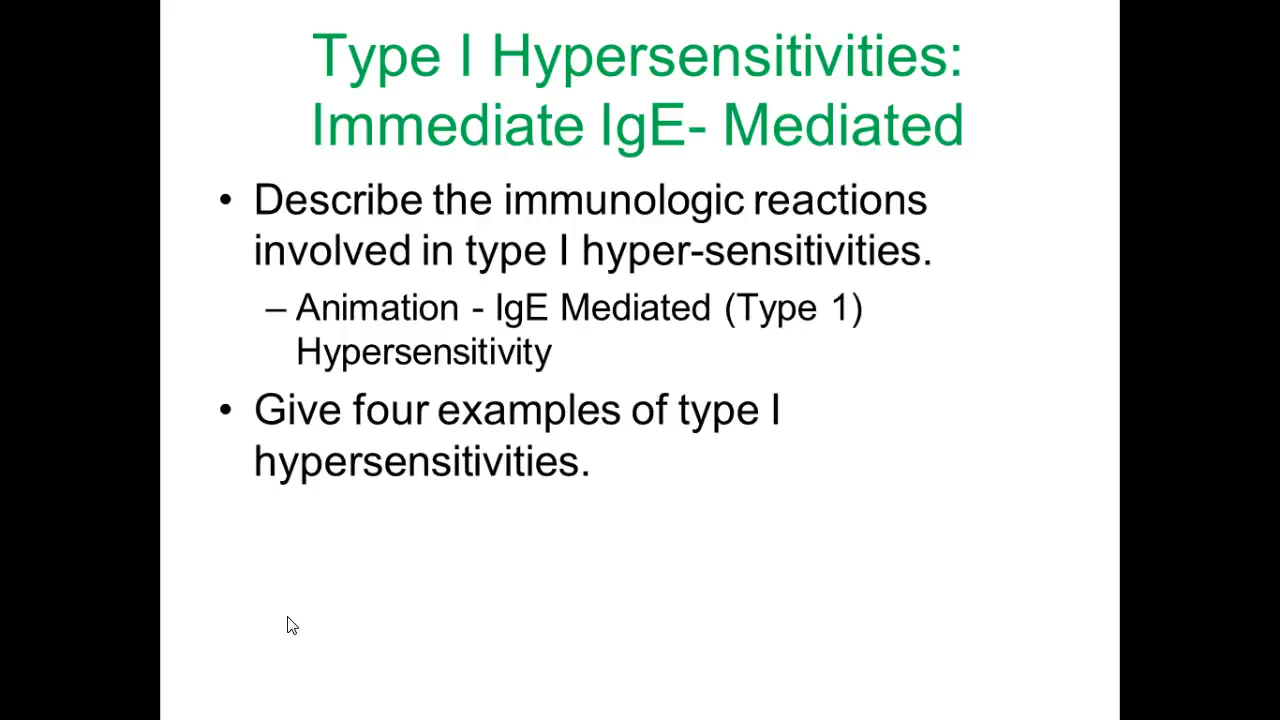 Type I Hypersensitivities:
Immediate IgE- Mediated
• Describe the immunologic reactions
involved in type I hyper-sensitivities.
– Animation - IgE Mediated (Type 1)
Hypersensitivity
• Give four examples of type I
hypersensitivities.